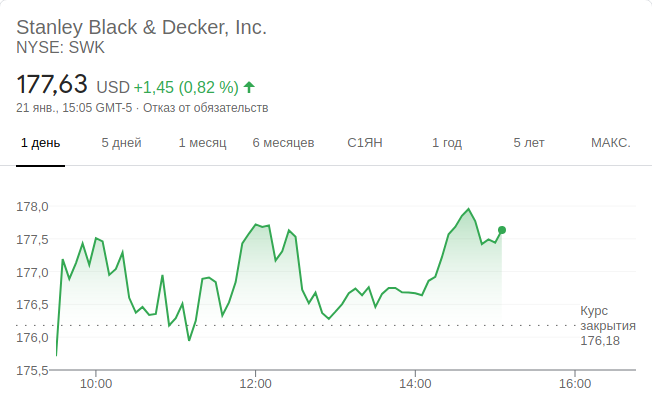 Stanley Black & Decker, Inc.
NYSE: SWK
177,63 USD +1,45 (0,82 %)
21 янв., 15:05 GMT-5 · Отказ от обязательств
1 день 5 дней 1 месяц 6 месяцев С1ЯН 1 год 5 лет МАКС.
178,0
177,5
177,0
176,5
176,0
175,5
Курс
закрытия
176,18
10:00 12:00 14:00 16:00